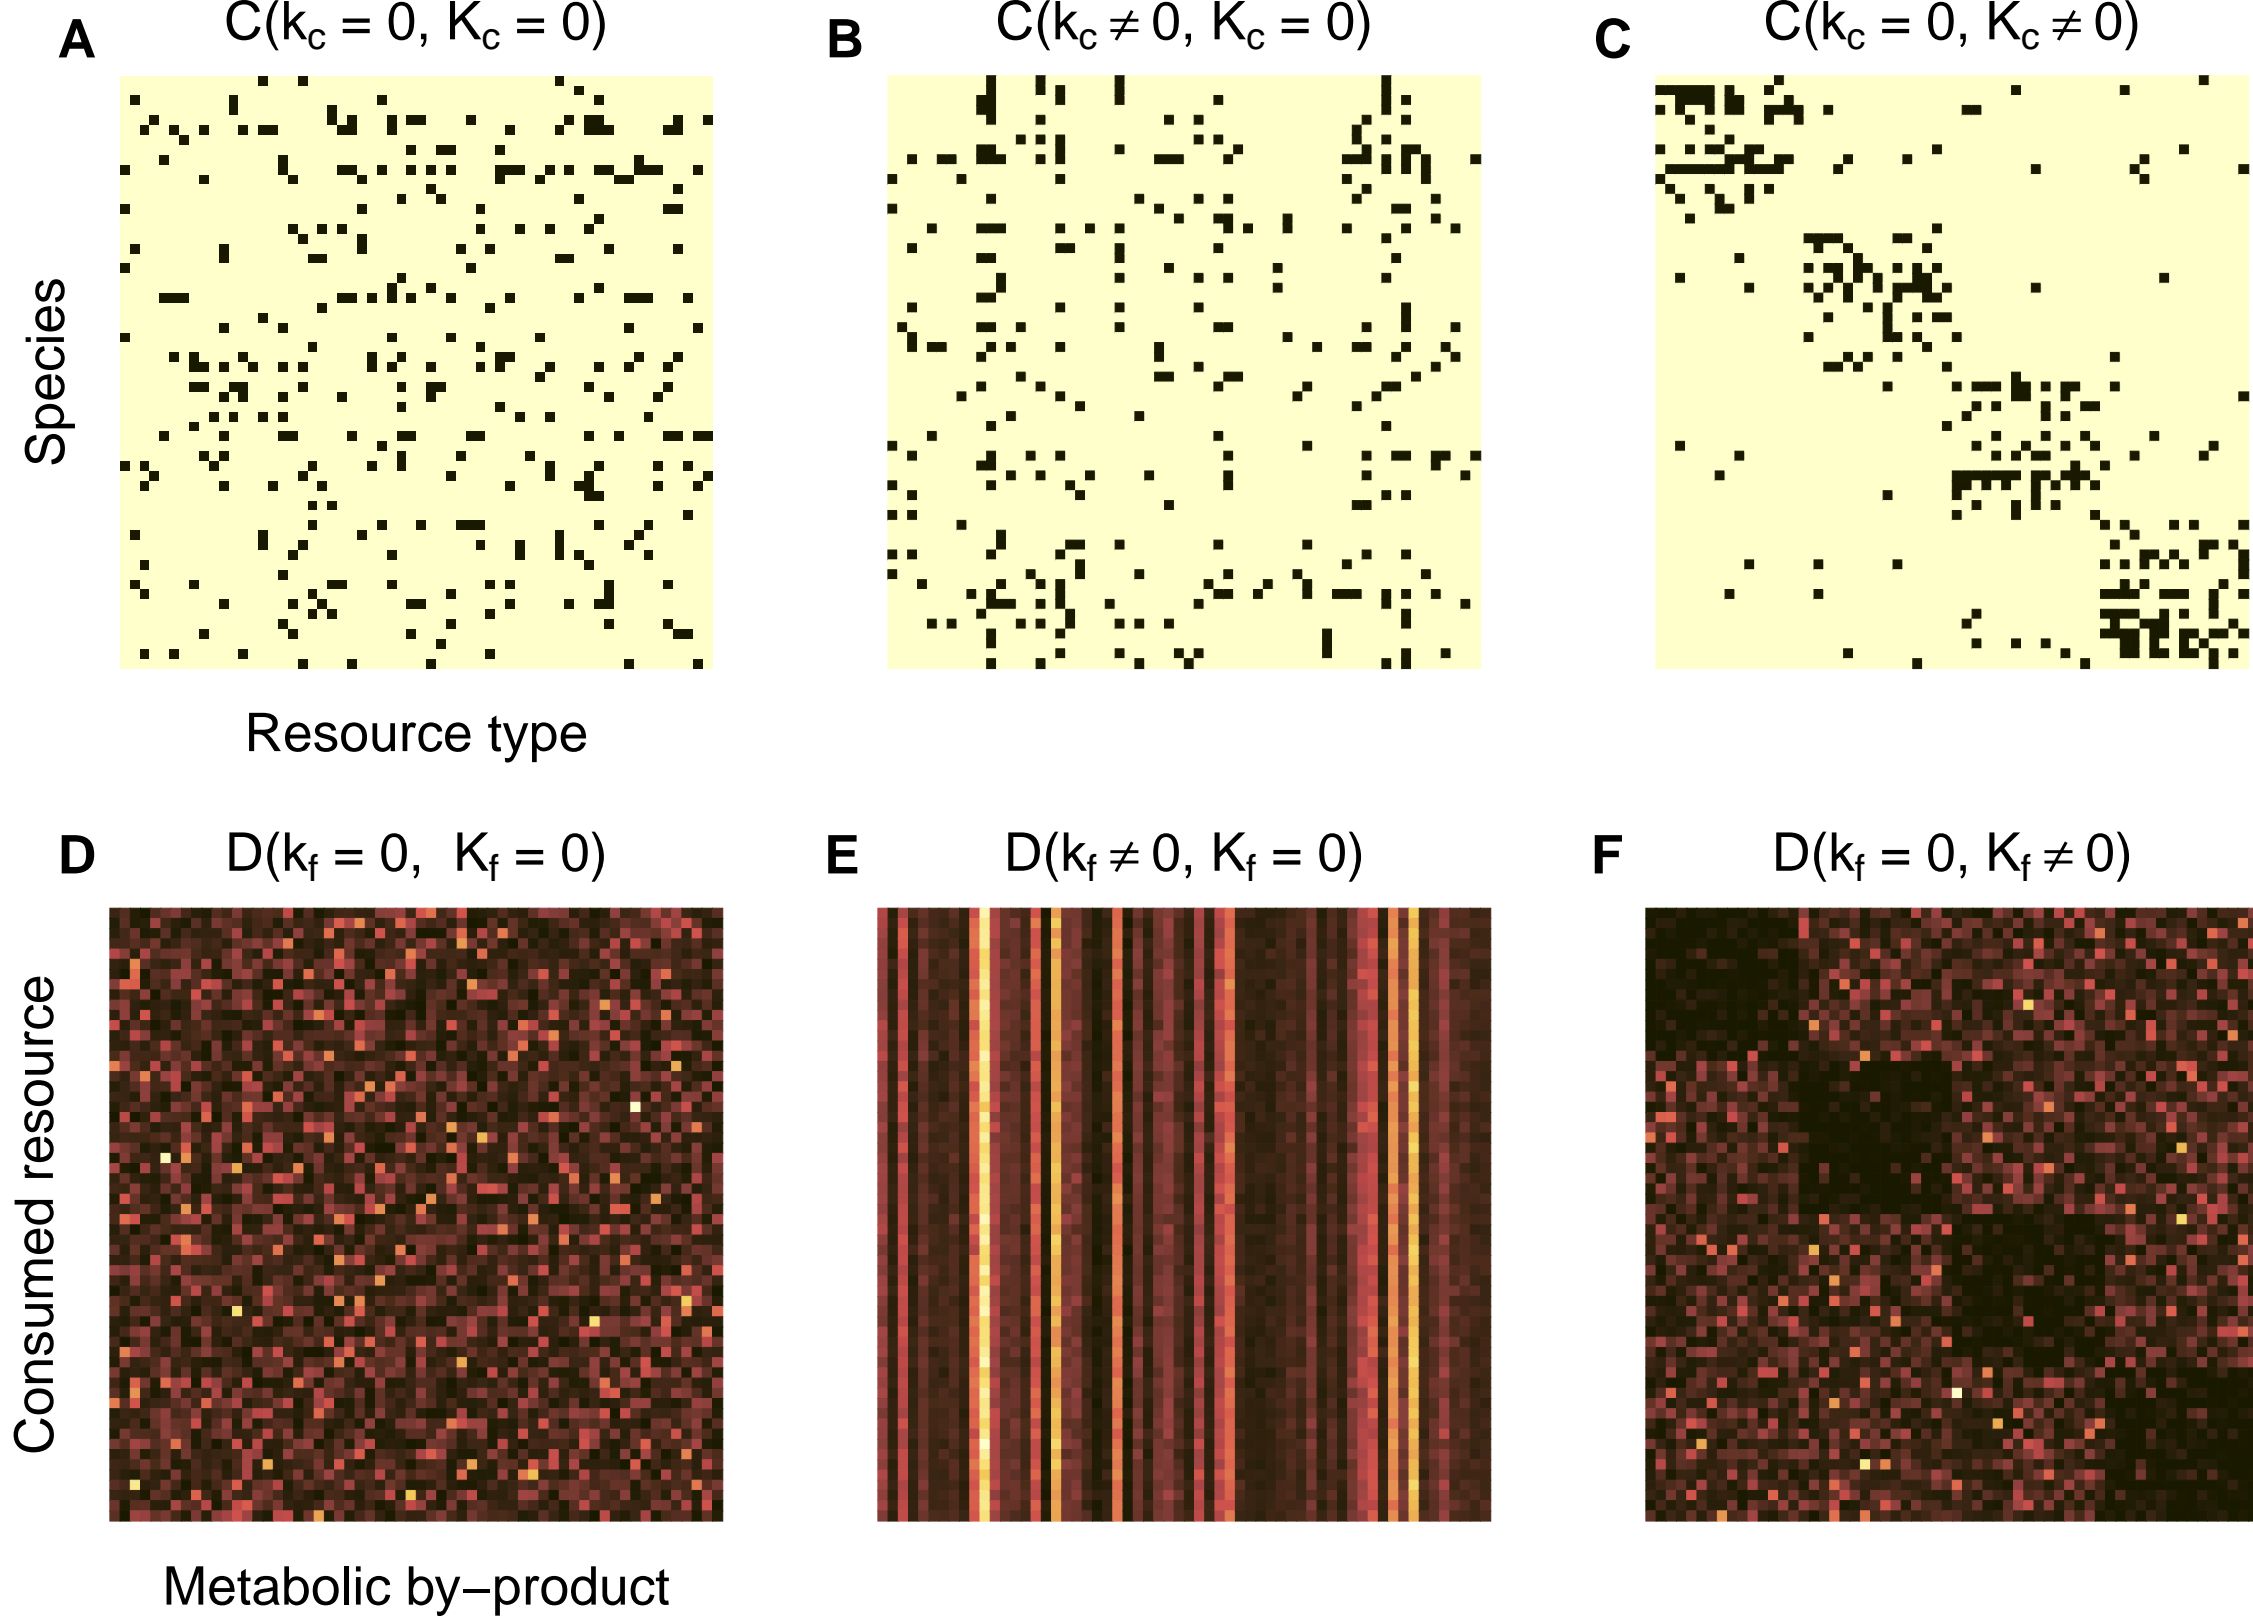 A
C(kc = 0, Kc = 0)
B
C(kc ≠ 0, Kc = 0)
C
C(kc = 0, Kc ≠ 0)
Species
Resource type
D
D(kf = 0, Kf = 0)
E
D(kf ≠ 0, Kf = 0)
F
D(kf = 0, Kf ≠ 0)
Consumed resource
Metabolic by−product